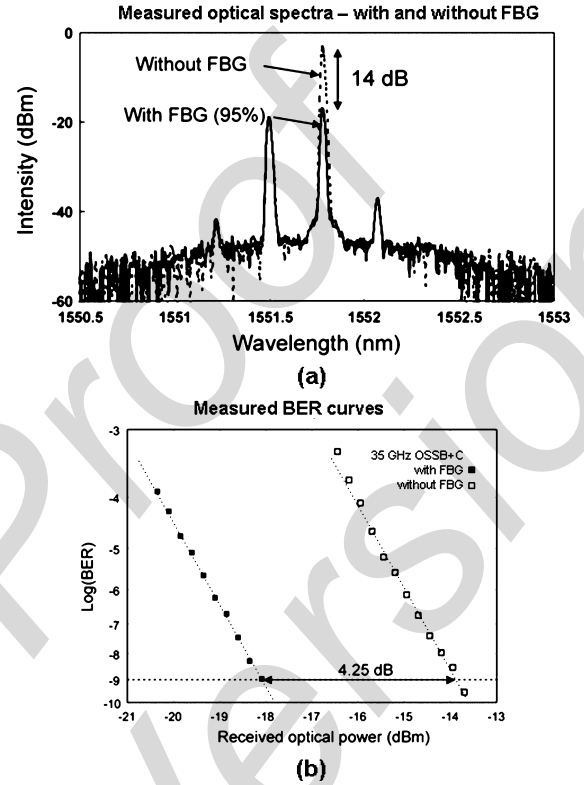 Measured optical spectra – with and without FBG
0
-20
-40
-60
Intensity (dBm)
Without FBG
14 dB
With FBG (95%)
1550.5 1551 1551.5 1552 1552.5 1553
Wavelength (nm)
(a)
Measured BER curves
-3
-4
-5
-6
-7
-8
-9
-10
Log(BER)
35 GHz OSSB+C
with FBG
without FBG
4.25 dB
-21 -20 -19 -18 -17 -16 -15 -14 -13
Received optical power (dBm)
(b)
Proof
Version